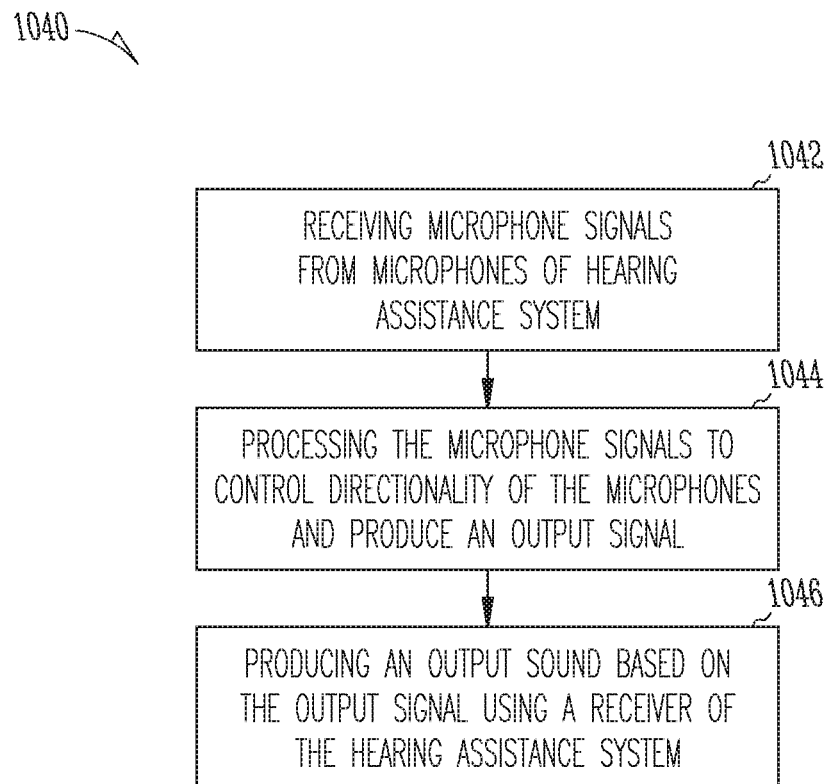 1040
1042
RECEIVING MICROPHONE SIGNALS
FROM MICROPHONES OF HEARING
ASSISTANCE SYSTEM
1044
PROCESSING THE MICROPHONE SIGNALS TO
CONTROL DIRECTIONALITY OF THE MICROPHONES
AND PRODUCE AN OUTPUT SIGNAL
1046
PRODUCING AN OUTPUT SOUND BASED ON
THE OUTPUT SIGNAL USING A RECEIVER OF
THE HEARING ASSISTANCE SYSTEM